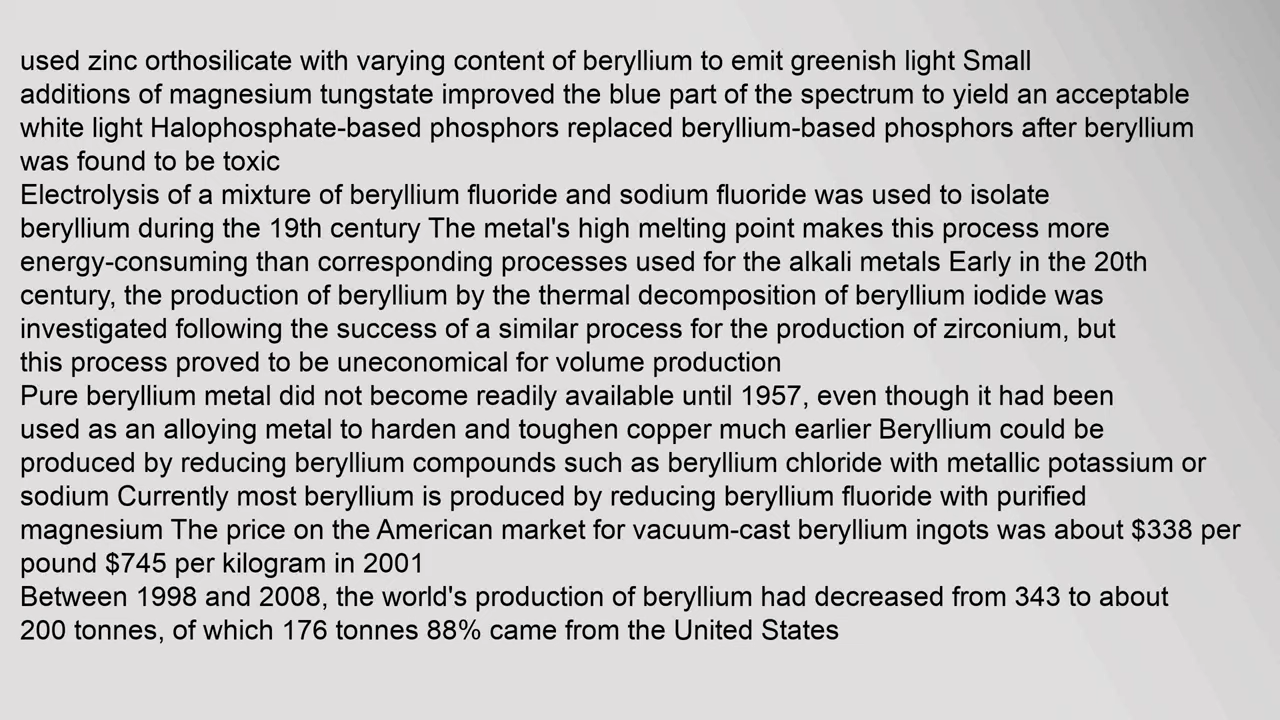 used zinc orthosilicate with varying content of beryllium to emit greenish light Small
additions of magnesium tungstate improved the blue part of the spectrum to yield an acceptable
white light Halophosphate-based phosphors replaced beryllium-based phosphors after beryllium
was found to be toxic
Electrolysis of a mixture of beryllium fluoride and sodium fluoride was used to isolate
beryllium during the 19th century The metal's high melting point makes this process more
energy-consuming than corresponding processes used for the alkali metals Early in the 20th
century, the production of beryllium by the thermal decomposition of beryllium iodide was
investigated following the success of a similar process for the production of zirconium, but
this process proved to be uneconomical for volume production
Pure beryllium metal did not become readily available until 1957, even though it had been
used as an alloying metal to harden and toughen copper much earlier Beryllium could be
produced by reducing beryllium compounds such as beryllium chloride with metallic potassium or
sodium Currently most beryllium is produced by reducing beryllium fluoride with purified
magnesium The price on the American market for vacuum-cast beryllium ingots was about $338 per
pound $745 per kilogram in 2001
Between 1998 and 2008, the world's production of beryllium had decreased from 343 to about
200 tonnes, of which 176 tonnes 88% came from the United States